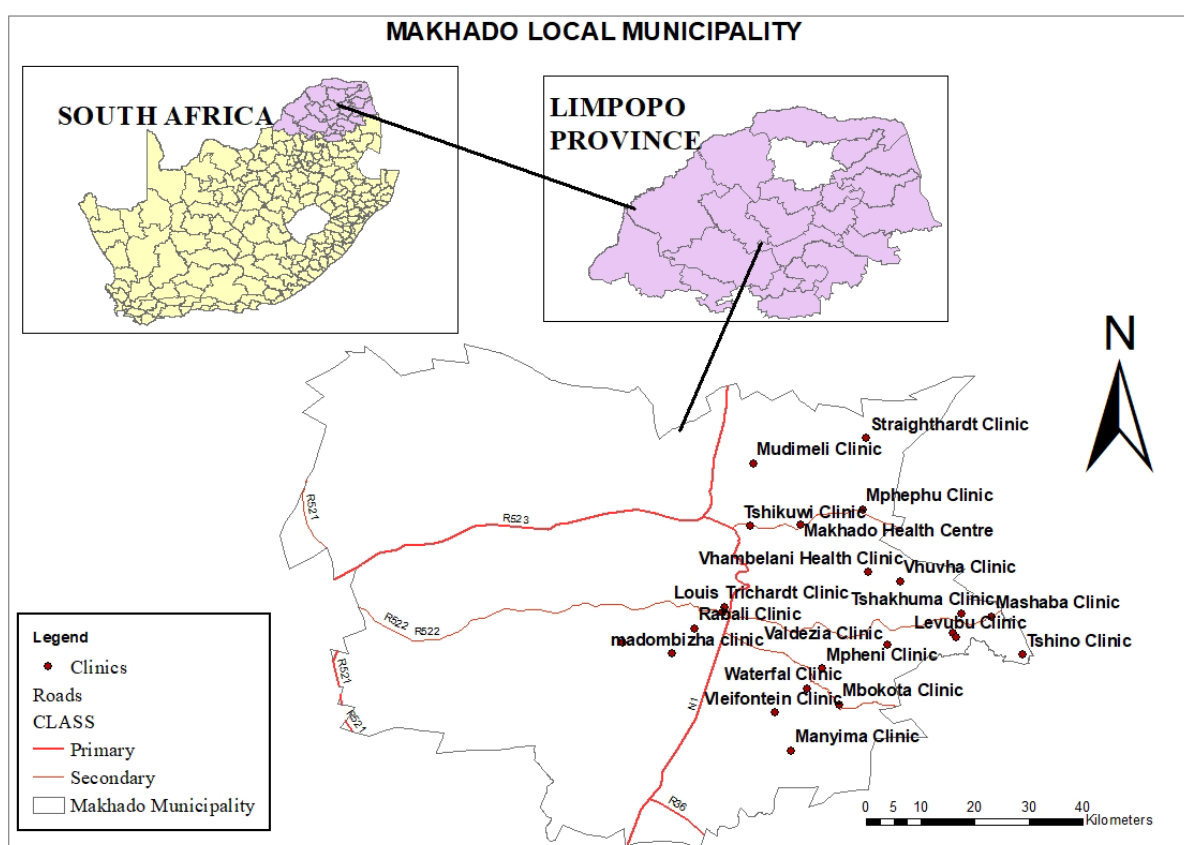 MAKHADO LOCAL MUNICIPALITY
SOUTH AFRICA
LIMPOPO
PROVINCE
N
Straighthardt Clinic
Mudimeli Clinic
Mphephu Clinic
R521
R523
Tshikuwi Clinic
Makhado Health Centre
Vhambelani Health Clinic
Vhuvha Clinic
Louis Trichardt Clinic
Tshakhuma Clinic
Mashaba Clinic
Rabali Clinic
Levubu Clinic
R522
R522
madombizha clinic
Valdezia Clinic
Tshino Clinic
Mpheni Clinic
R521
Waterfal Clinic
Mbokota Clinic
Vleifontein Clinic
N1
R521
Manyima Clinic
R36
Legend
Clinics
Roads
CLASS
Primary
Secondary
Makhado Municipality
0 5 10 20 30 40
Kilometers